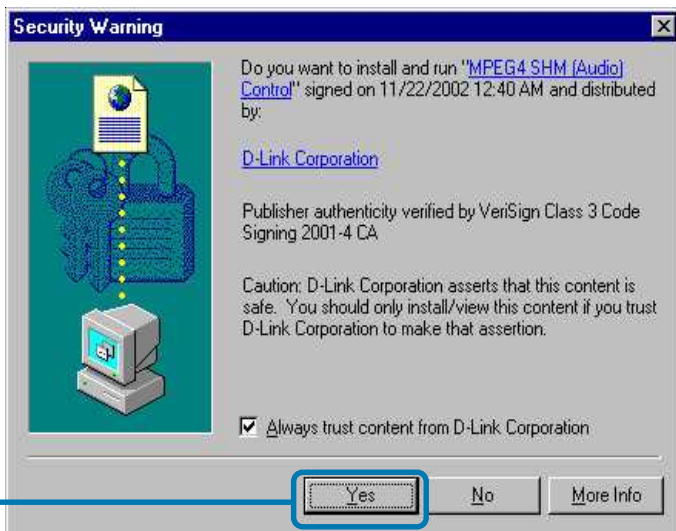 Security Warning
Do you want to install and run "MPEG4 SHM (Audio)
Control" signed on 11/22/2002 12:40 AM and distributed
by:
D-Link Corporation
Publisher authenticity verified by VeriSign Class 3 Code
Signing 2001-4 CA
Caution: D-Link Corporation asserts that this content is
safe. You should only install/view this content if you trust
D-Link Corporation to make that assertion.
Always trust content from D-Link Corporation
Yes No More Info